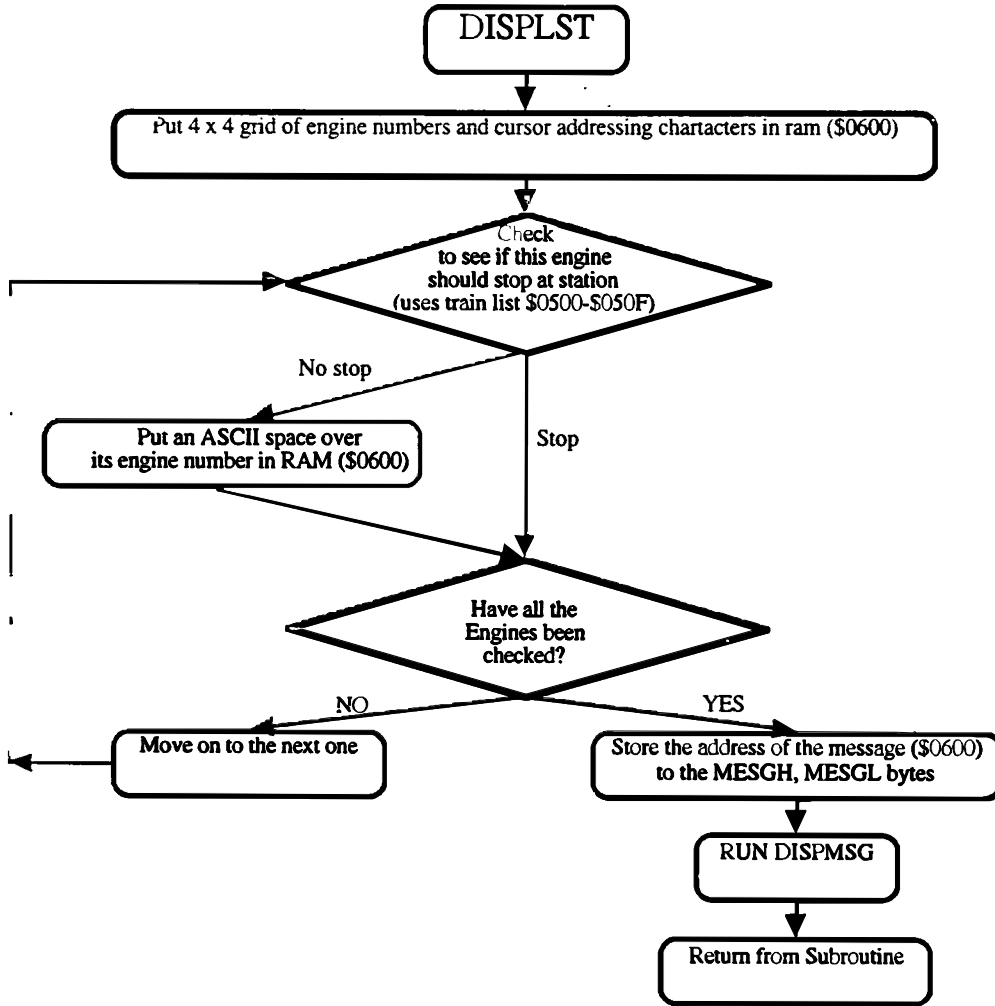 DISPLST
Put 4 x 4 grid of engine numbers and cursor addressing chartacters in ram ($0600)
Check
to see if this engine
should stop at station
(uses train list $0500-$050F)
No stop
Stop
Put an ASCII space over
its engine number in RAM ($0600)
Have all the
Engines been
checked?
NO
YES
Move on to the next one
Store the address of the message ($0600)
to the MESGH, MESGL bytes
RUN DISPMSG
Return from Subroutine